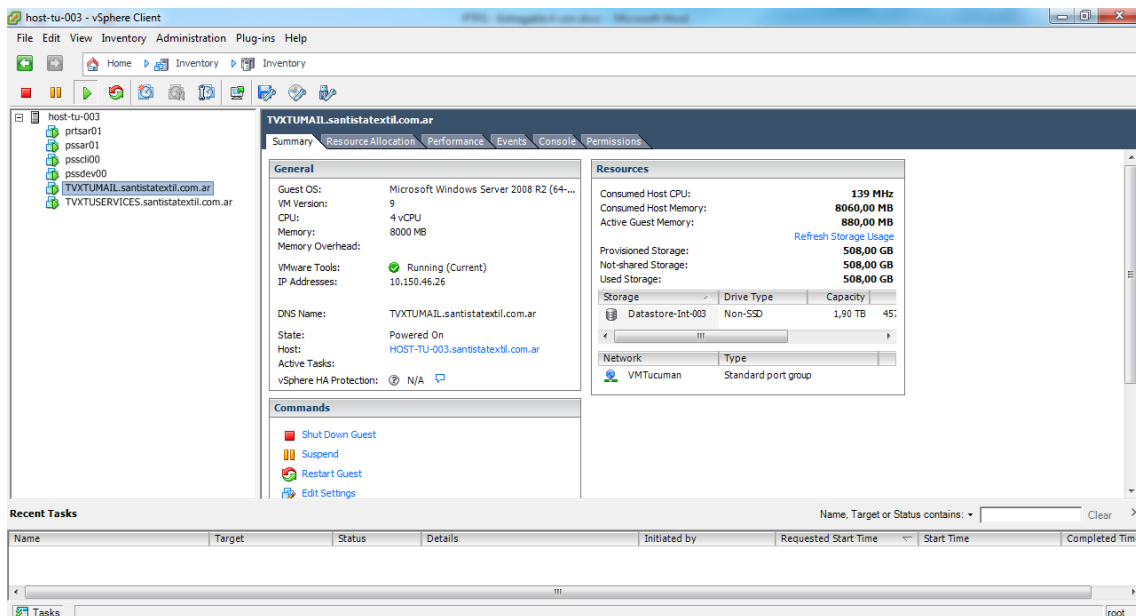 host-tu-003 - vSphere Client
File Edit View Inventory Administration Plug-ins Help
Home Inventory Inventory
host-tu-003
prtsar01
pssar01
psscli00
pssdev00
TVXTUMAIL.santistatextil.com.ar
TVXTUSERVICES.santistatextil.com.ar
TVXTUMAIL.santistatextil.com.ar
Summary Resource Allocation Performance Events Console Permissions
General
Guest OS: Microsoft Windows Server 2008 R2 (64-...
VM Version: 9
CPU: 4 vCPU
Memory: 8000 MB
Memory Overhead:
VMware Tools: Running (Current)
IP Addresses: 10.150.46.26
DNS Name: TVXTUMAIL.santistatextil.com.ar
State: Powered On
Host: HOST-TU-003.santistatextil.com.ar
Active Tasks:
vSphere HA Protection: N/A
Commands
Shut Down Guest
Suspend
Restart Guest
Edit Settings
Resources
Consumed Host CPU: 139 MHz
Consumed Host Memory: 8060,00 MB
Active Guest Memory: 880,00 MB
Refresh Storage Usage
Provisioned Storage: 508,00 GB
Not-shared Storage: 508,00 GB
Used Storage: 508,00 GB
Storage Drive Type Capacity
Datastore-Int-003 Non-SSD 1,90 TB
Network Type
VMTucuman Standard port group
Recent Tasks Name, Target or Status contains: Clear
Name Target Status Details Initiated by Requested Start Time Start Time Completed Tim
Tasks root